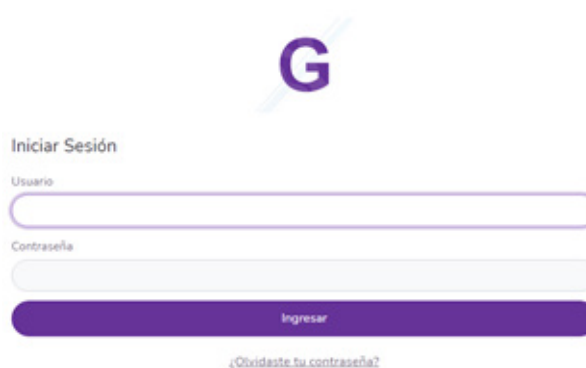 G
Iniciar Sesión
Usuario
Contraseña
Ingresar
¿Olvidaste tu contraseña?